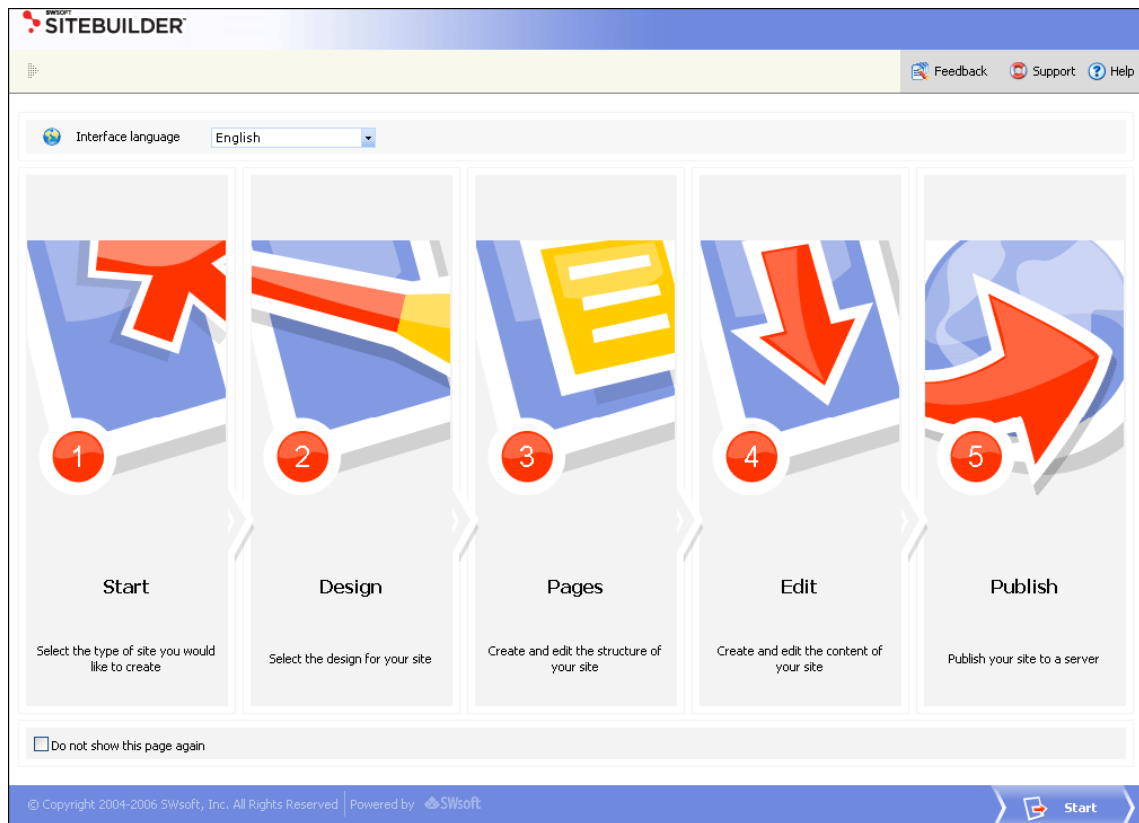 SWSOFT
SITEBUILDER
Feedback Support Help
Interface language English
1 2 3 4 5
Start
Select the type of site you would
like to create
Design
Select the design for your site
Pages
Create and edit the structure of
your site
Edit
Create and edit the content of
your site
Publish
Publish your site to a server
Do not show this page again
© Copyright 2004-2006 SWsoft, Inc. All Rights Reserved Powered by SWsoft
Start